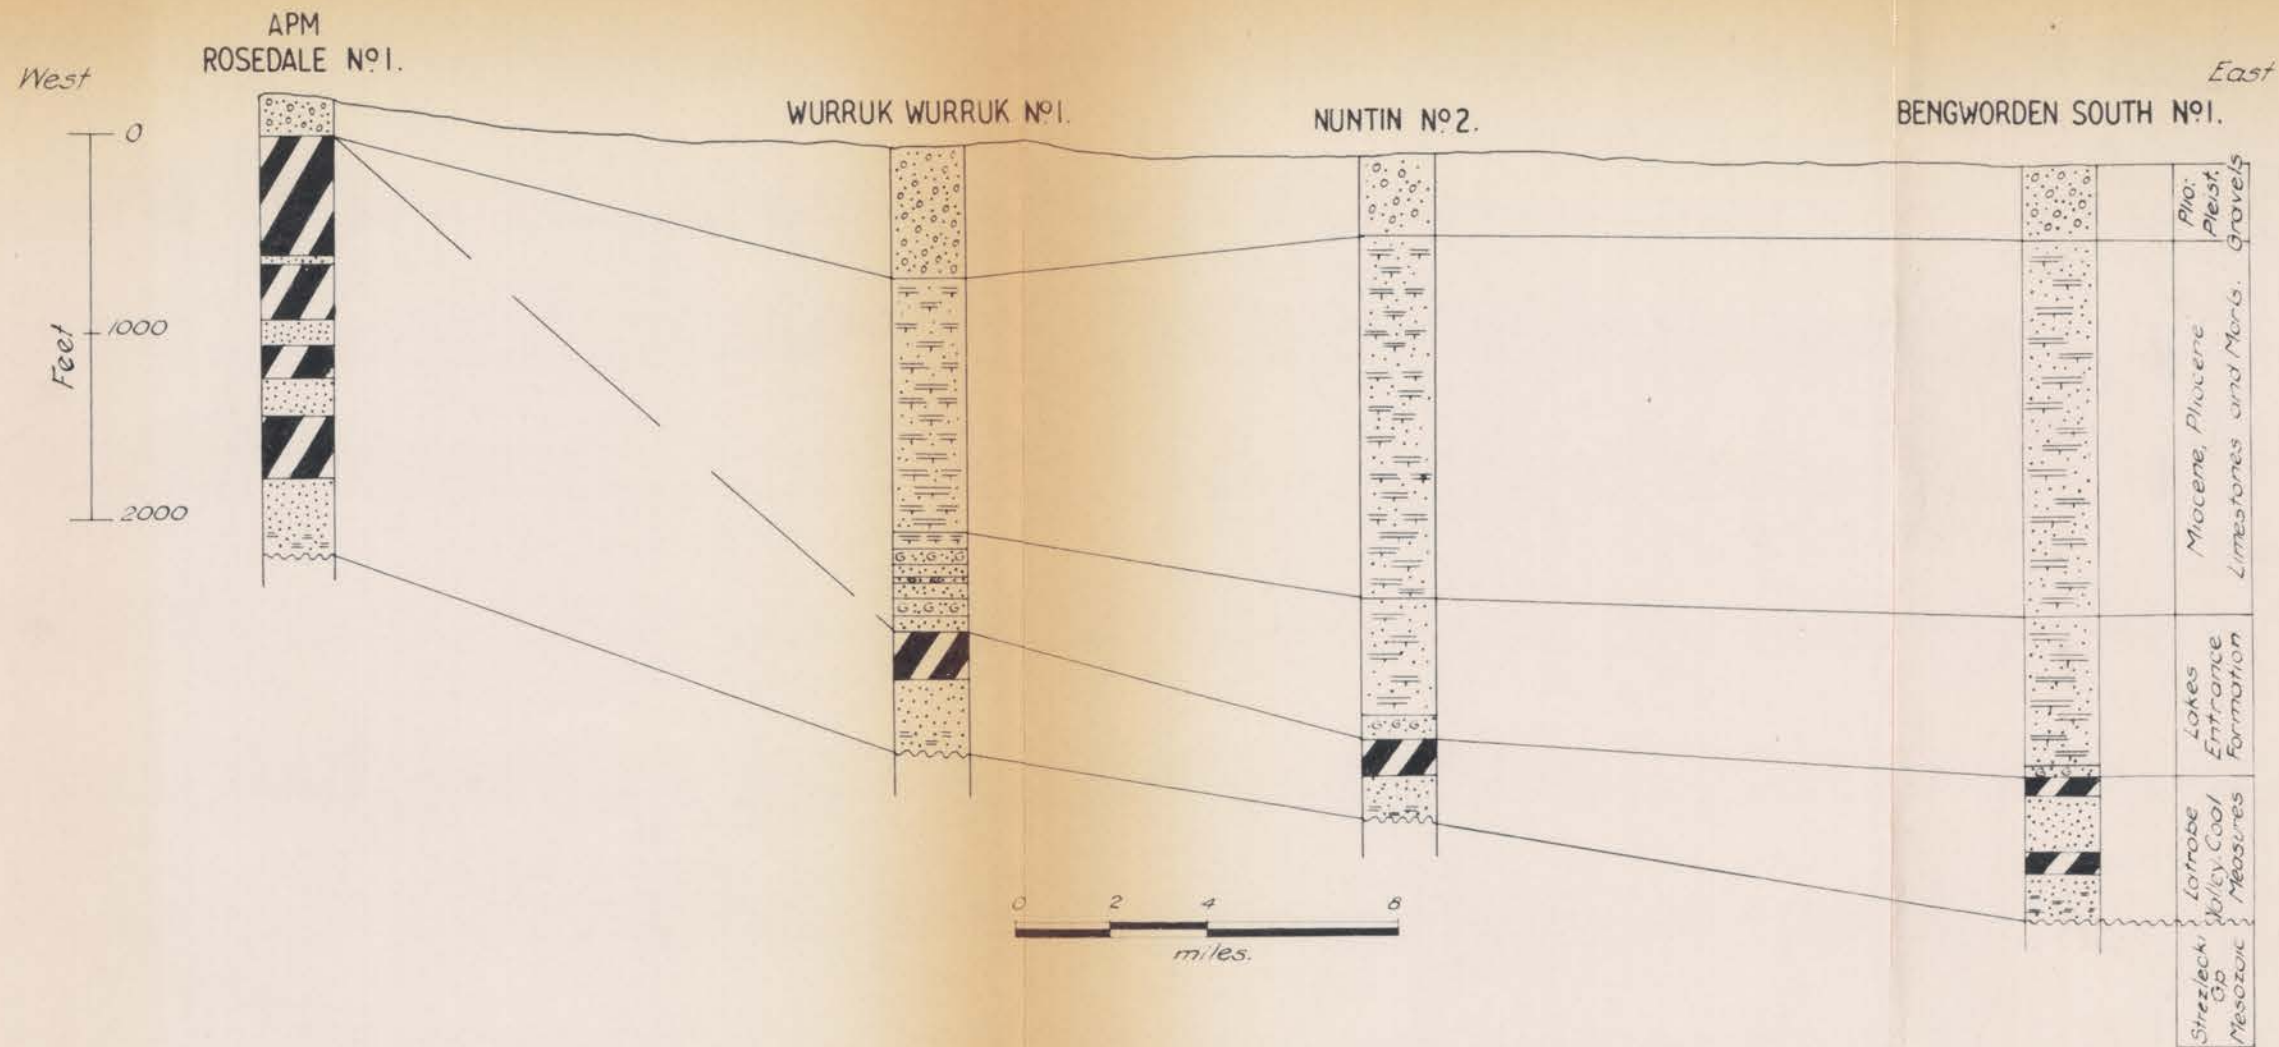 APM
ROSEDALE Nº1.
West
East
WURRUK WURRUK Nº1.
NUNTIN Nº2.
BENGWORDEN SOUTH Nº1.
0
1000
2000
Feet
G G G
G G G
G G G
G G
Plio:
Pleist.
Gravels
Miocene, Pliocene
Limestones and Marls.
Lakes
Entrance
Formation
Latrobe
Valley Coal
Measures
Strezlecki
Gp
Mesozoic
0 2 4 8
miles.